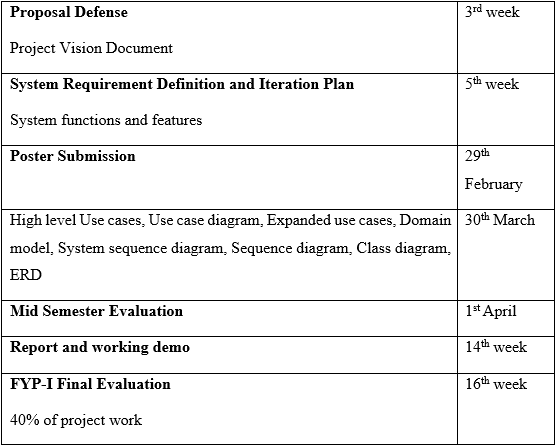 Proposal Defense 3rd week
Project Vision Document
System Requirement Definition and Iteration Plan 5th week
System functions and features
Poster Submission 29th
February
High level Use cases, Use case diagram, Expanded use cases, Domain 30th March
model, System sequence diagram, Sequence diagram, Class diagram,
ERD
Mid Semester Evaluation 1st April
Report and working demo 14th week
FYP-I Final Evaluation 16th week
40% of project work